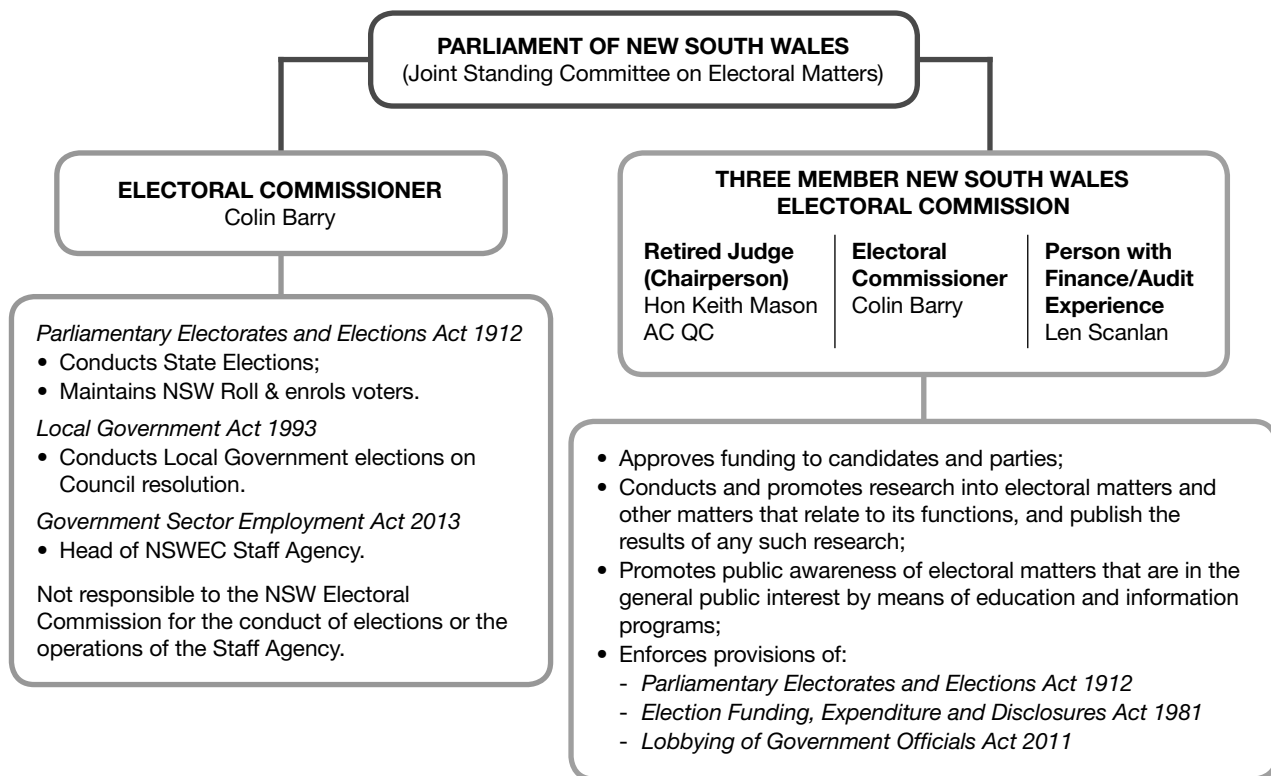 PARLIAMENT OF NEW SOUTH WALES
(Joint Standing Committee on Electoral Matters)
ELECTORAL COMMISSIONER
Colin Barry
Parliamentary Electorates and Elections Act 1912
• Conducts State Elections;
• Maintains NSW Roll & enrols voters.
Local Government Act 1993
• Conducts Local Government elections on
Council resolution.
Government Sector Employment Act 2013
• Head of NSWEC Staff Agency.
Not responsible to the NSW Electoral
Commission for the conduct of elections or the
operations of the Staff Agency.
THREE MEMBER NEW SOUTH WALES
ELECTORAL COMMISSION
Retired Judge
(Chairperson)
Hon Keith Mason
AC QC
Electoral
Commissioner
Colin Barry
Person with
Finance/Audit
Experience
Len Scanlan
• Approves funding to candidates and parties;
• Conducts and promotes research into electoral matters and
other matters that relate to its functions, and publish the
results of any such research;
• Promotes public awareness of electoral matters that are in the
general public interest by means of education and information
programs;
• Enforces provisions of:
- Parliamentary Electorates and Elections Act 1912
- Election Funding, Expenditure and Disclosures Act 1981
- Lobbying of Government Officials Act 2011